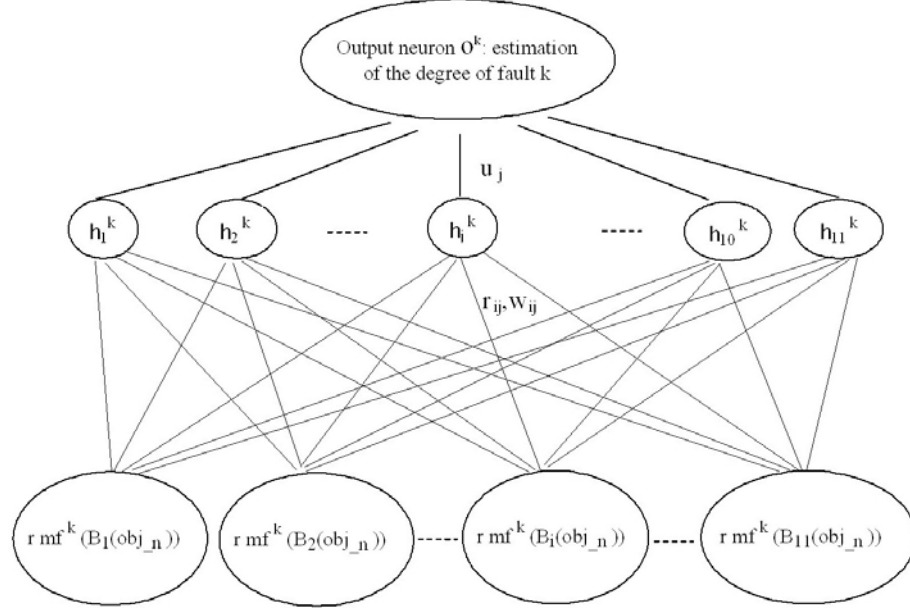 Output neuron O^k: estimation
of the degree of fault k
u_j
h_1^k h_2^k ----- h_j^k ----- h_10^k h_11^k
r_ij, w_ij
r mf^k (B_1(obj_n)) r mf^k (B_2(obj_n)) ------ r mf^k (B_i(obj_n)) ------ r mf^k (B_11(obj_n))